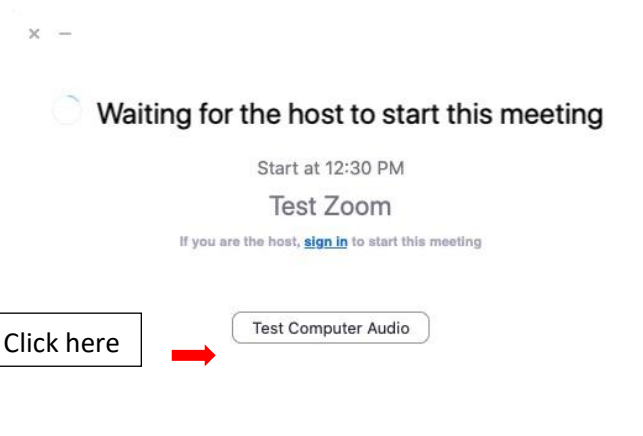 Waiting for the host to start this meeting
Start at 12:30 PM
Test Zoom
If you are the host, sign in to start this meeting
Test Computer Audio
Click here